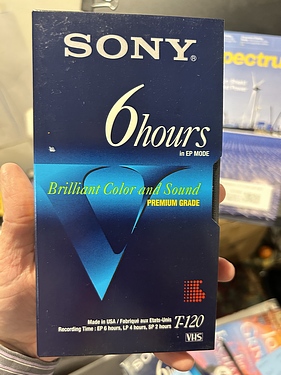 SONY®
6 hours
in EP MODE
Brilliant Color and Sound
PREMIUM GRADE
Made in USA / Fabriqué aux Etats-Unis
Recording Time : EP 6 hours, LP 4 hours, SP 2 hours
T-120
VHS
pectru